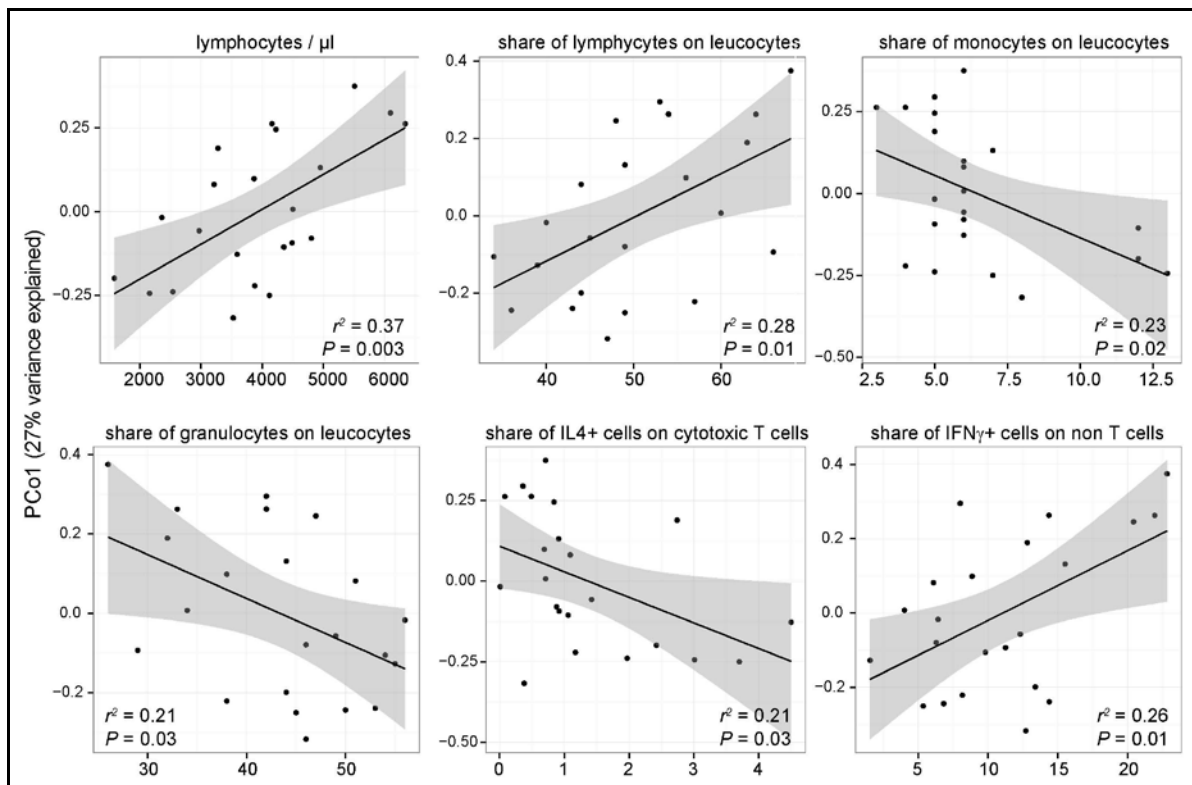 lymphocytes / µl
share of lymphycytes on leucocytes
share of monocytes on leucocytes
PCo1 (27% variance explained)
0.25
0.00
−0.25
r² = 0.37
P = 0.003
2000 3000 4000 5000 6000
0.4
0.2
0.0
−0.2
r² = 0.28
P = 0.01
40 50 60
0.25
0.00
−0.25
−0.50
r² = 0.23
P = 0.02
2.5 5.0 7.5 10.0 12.5
share of granulocytes on leucocytes
share of IL4+ cells on cytotoxic T cells
share of IFNγ+ cells on non T cells
0.4
0.2
0.0
−0.2
r² = 0.21
P = 0.03
30 40 50
0.25
0.00
−0.25
−0.50
r² = 0.21
P = 0.03
0 1 2 3 4
0.4
0.2
0.0
−0.2
−0.4
r² = 0.26
P = 0.01
5 10 15 20